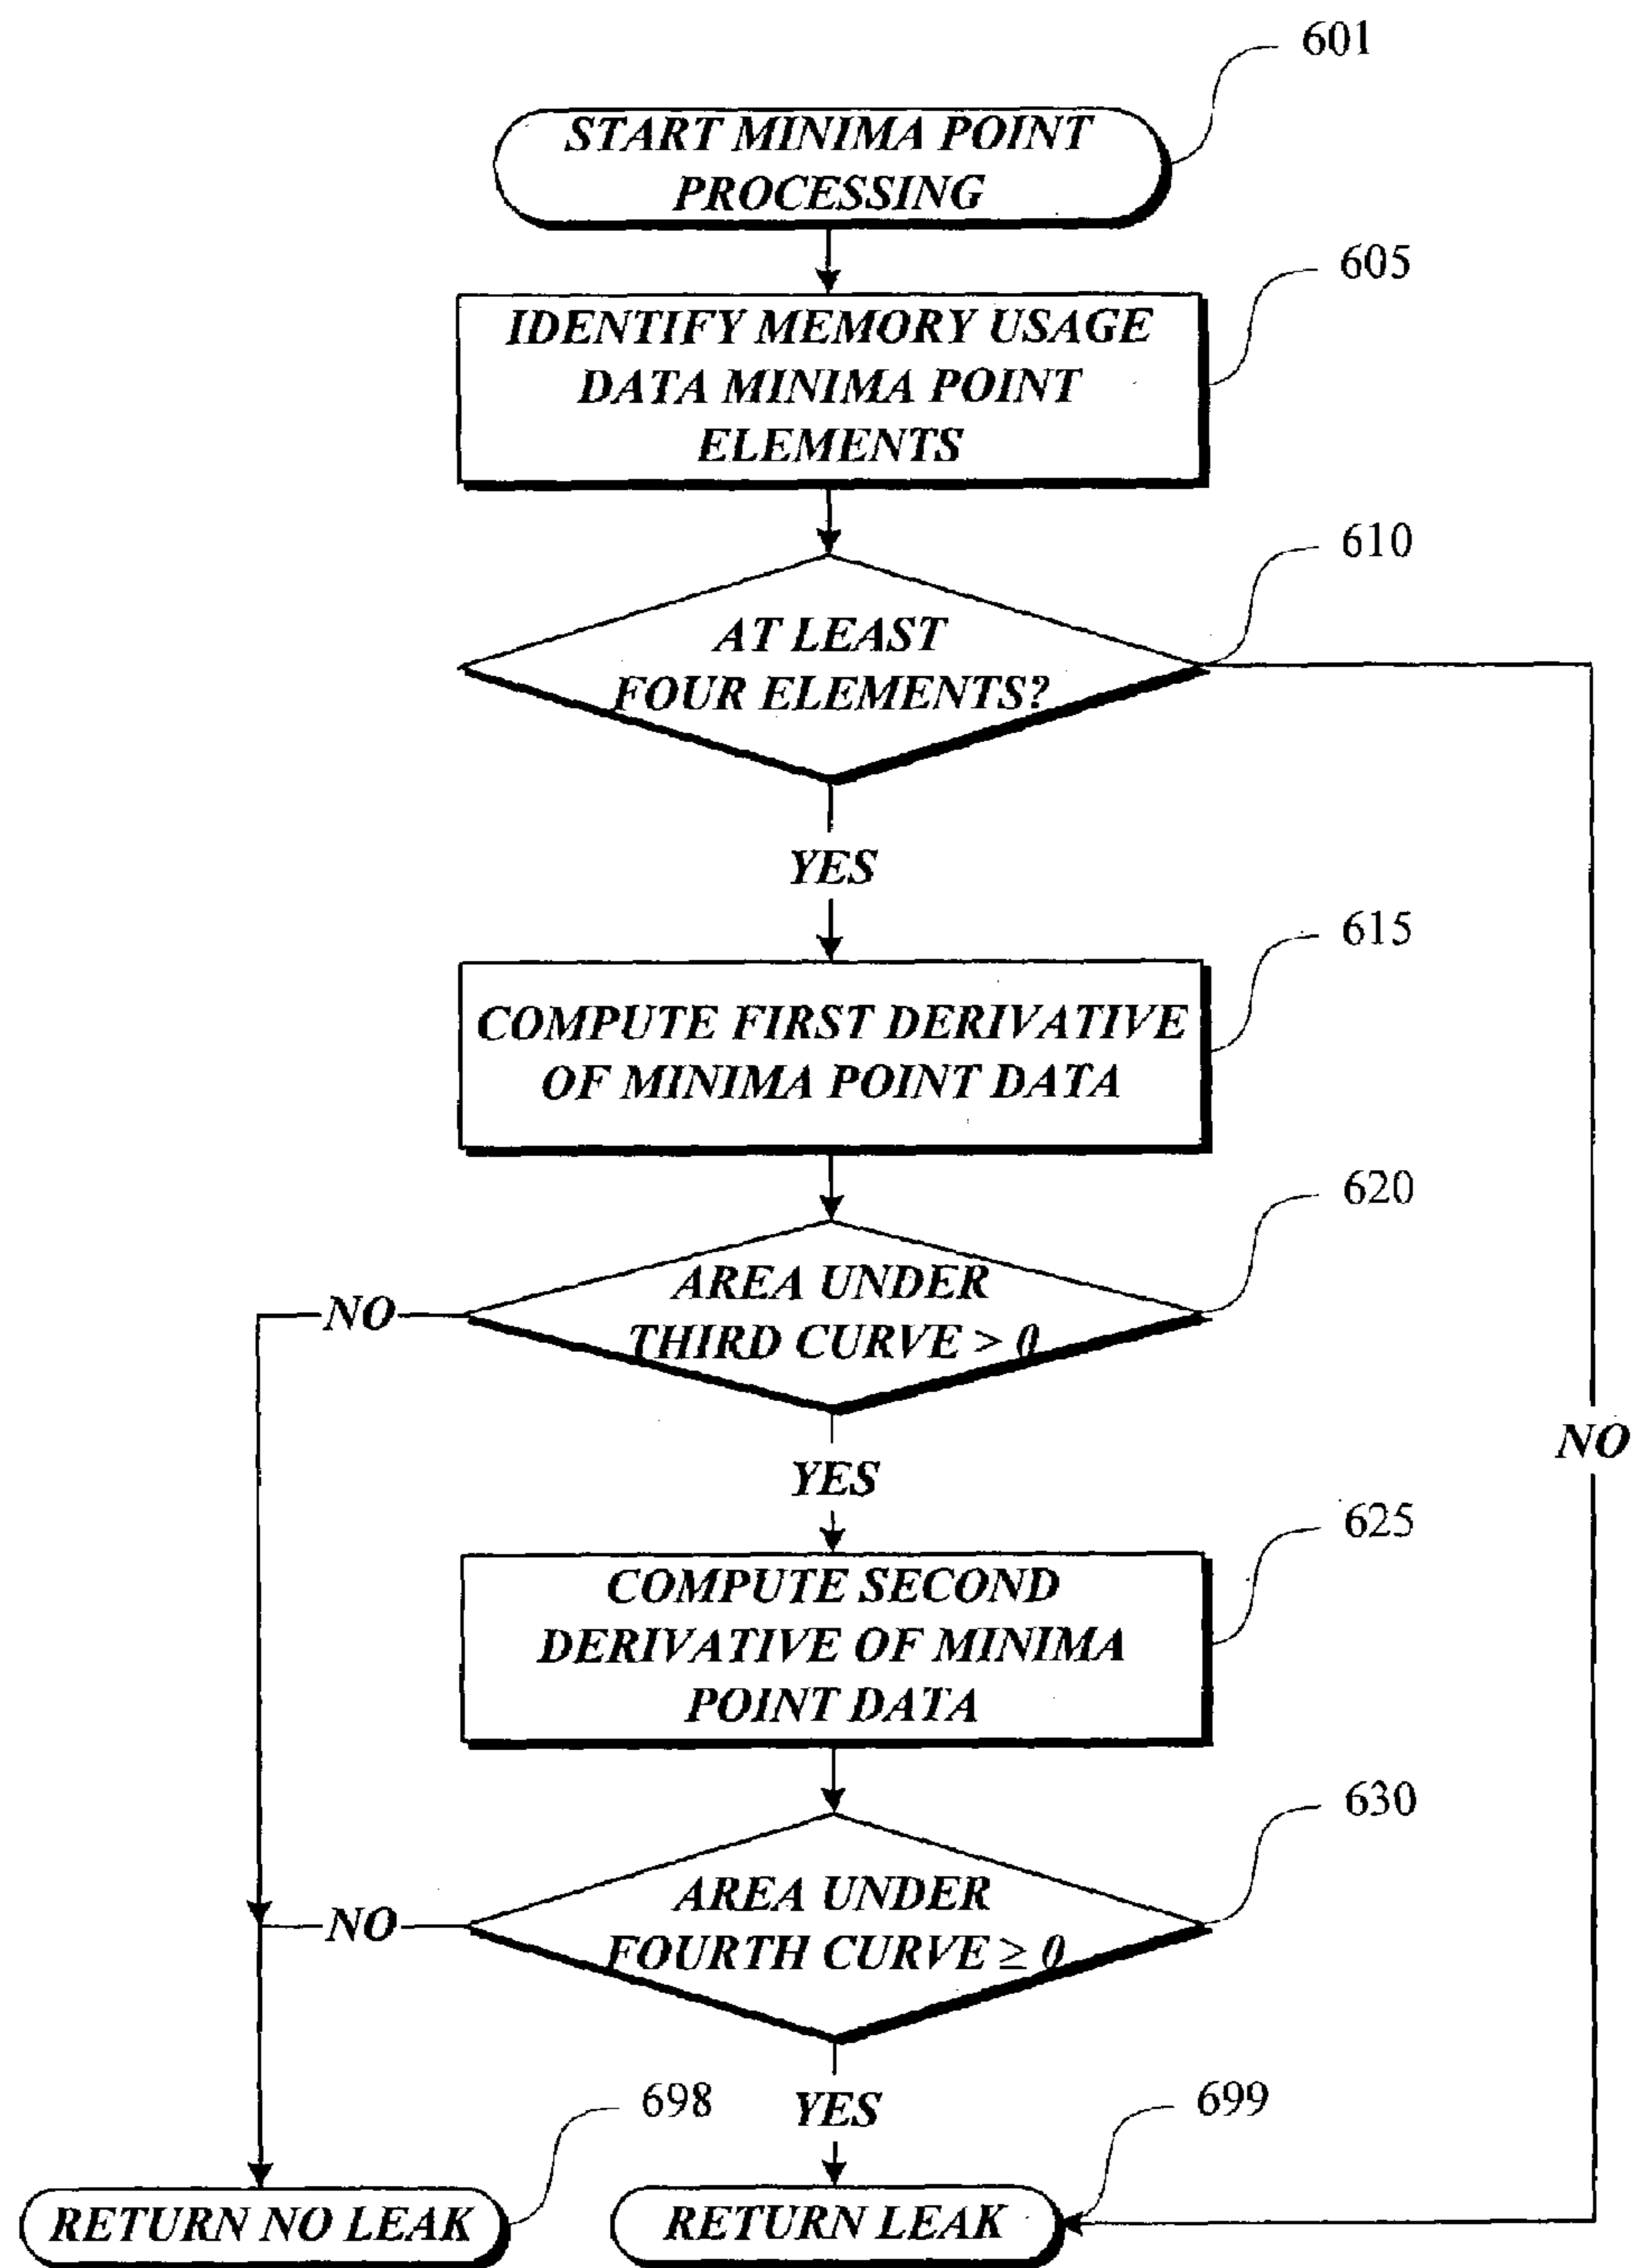 601
START MINIMA POINT
PROCESSING
605
IDENTIFY MEMORY USAGE
DATA MINIMA POINT
ELEMENTS
610
AT LEAST
FOUR ELEMENTS?
YES
615
COMPUTE FIRST DERIVATIVE
OF MINIMA POINT DATA
620
AREA UNDER
THIRD CURVE > 0
NO
YES
NO
625
COMPUTE SECOND
DERIVATIVE OF MINIMA
POINT DATA
630
AREA UNDER
FOURTH CURVE ≥ 0
NO
YES
698
699
RETURN NO LEAK
RETURN LEAK